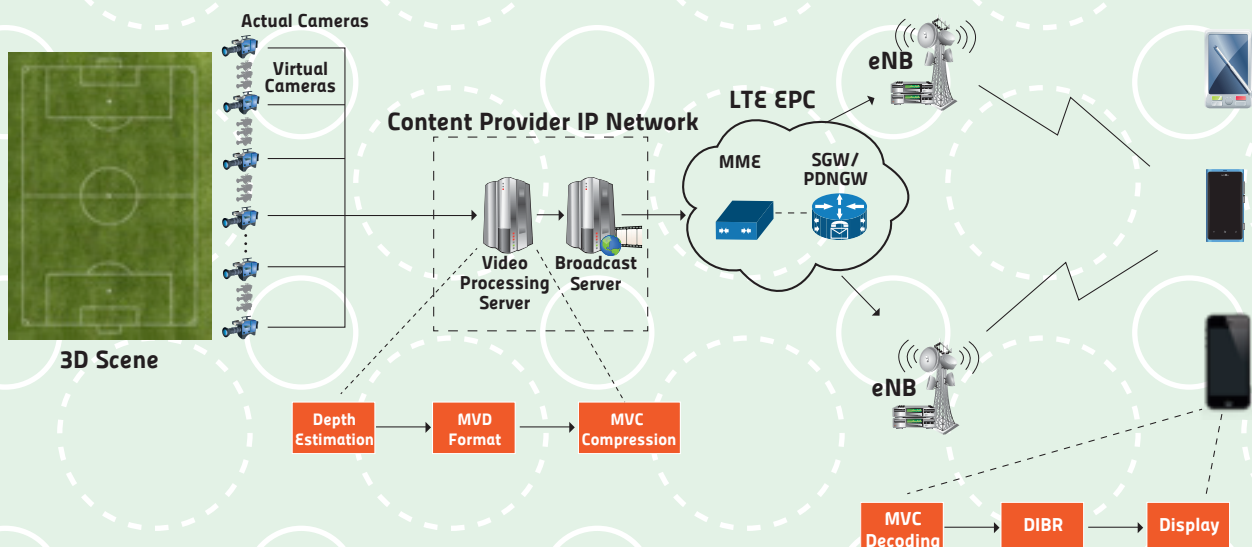 Actual Cameras
Virtual
Cameras
3D Scene
Content Provider IP Network
Video
Processing
Server
Broadcast
Server
LTE EPC
MME
SGW/
PDNGW
eNB
eNB
Depth
Estimation
MVD
Format
MVC
Compression
MVC
Decoding
DIBR
Display